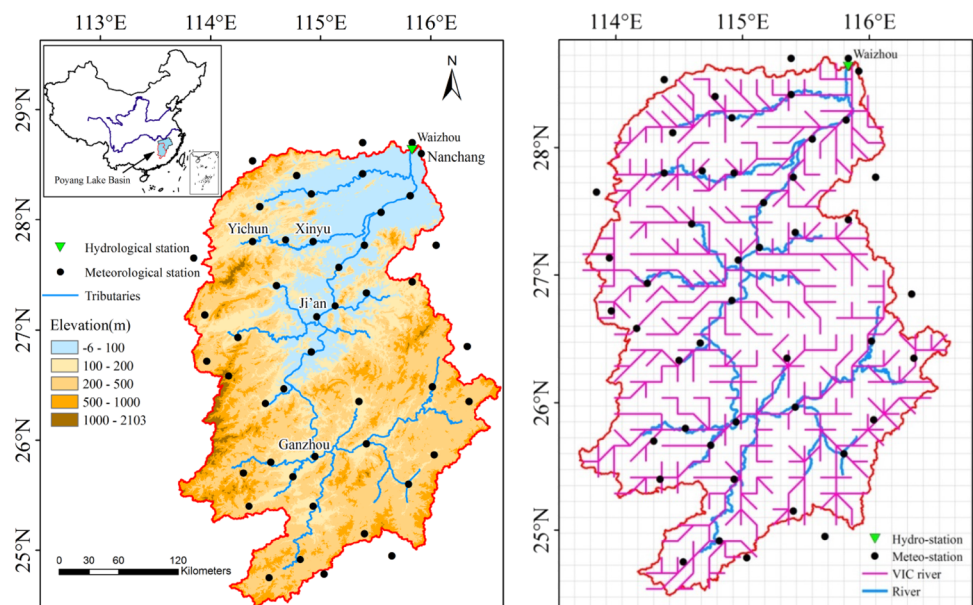 113°E 114°E 115°E 116°E
29°N
28°N
27°N
26°N
25°N
Poyang Lake Basin
N
Waizhou
Nanchang
Yichun
Xinyu
Ji'an
Ganzhou
Hydrological station
Meteorological station
Tributaries
Elevation(m)
-6 - 100
100 - 200
200 - 500
500 - 1000
1000 - 2103
0 30 60 120
Kilometers
114°E 115°E 116°E
28°N
27°N
26°N
25°N
Waizhou
Hydro-station
Meteo-station
VIC river
River